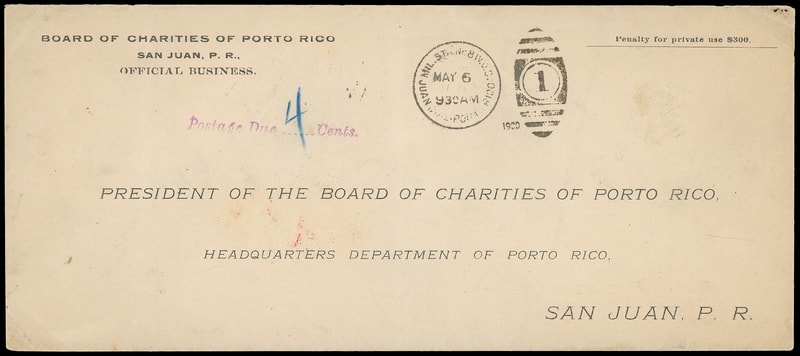 BOARD OF CHARITIES OF PORTO RICO
SAN JUAN, P. R.,
OFFICIAL BUSINESS.
Penalty for private use $300.
MAY 6
930AM
1
1900
Postage Due 4 Cents.
PRESIDENT OF THE BOARD OF CHARITIES OF PORTO RICO,
HEADQUARTERS DEPARTMENT OF PORTO RICO,
SAN JUAN, P. R.